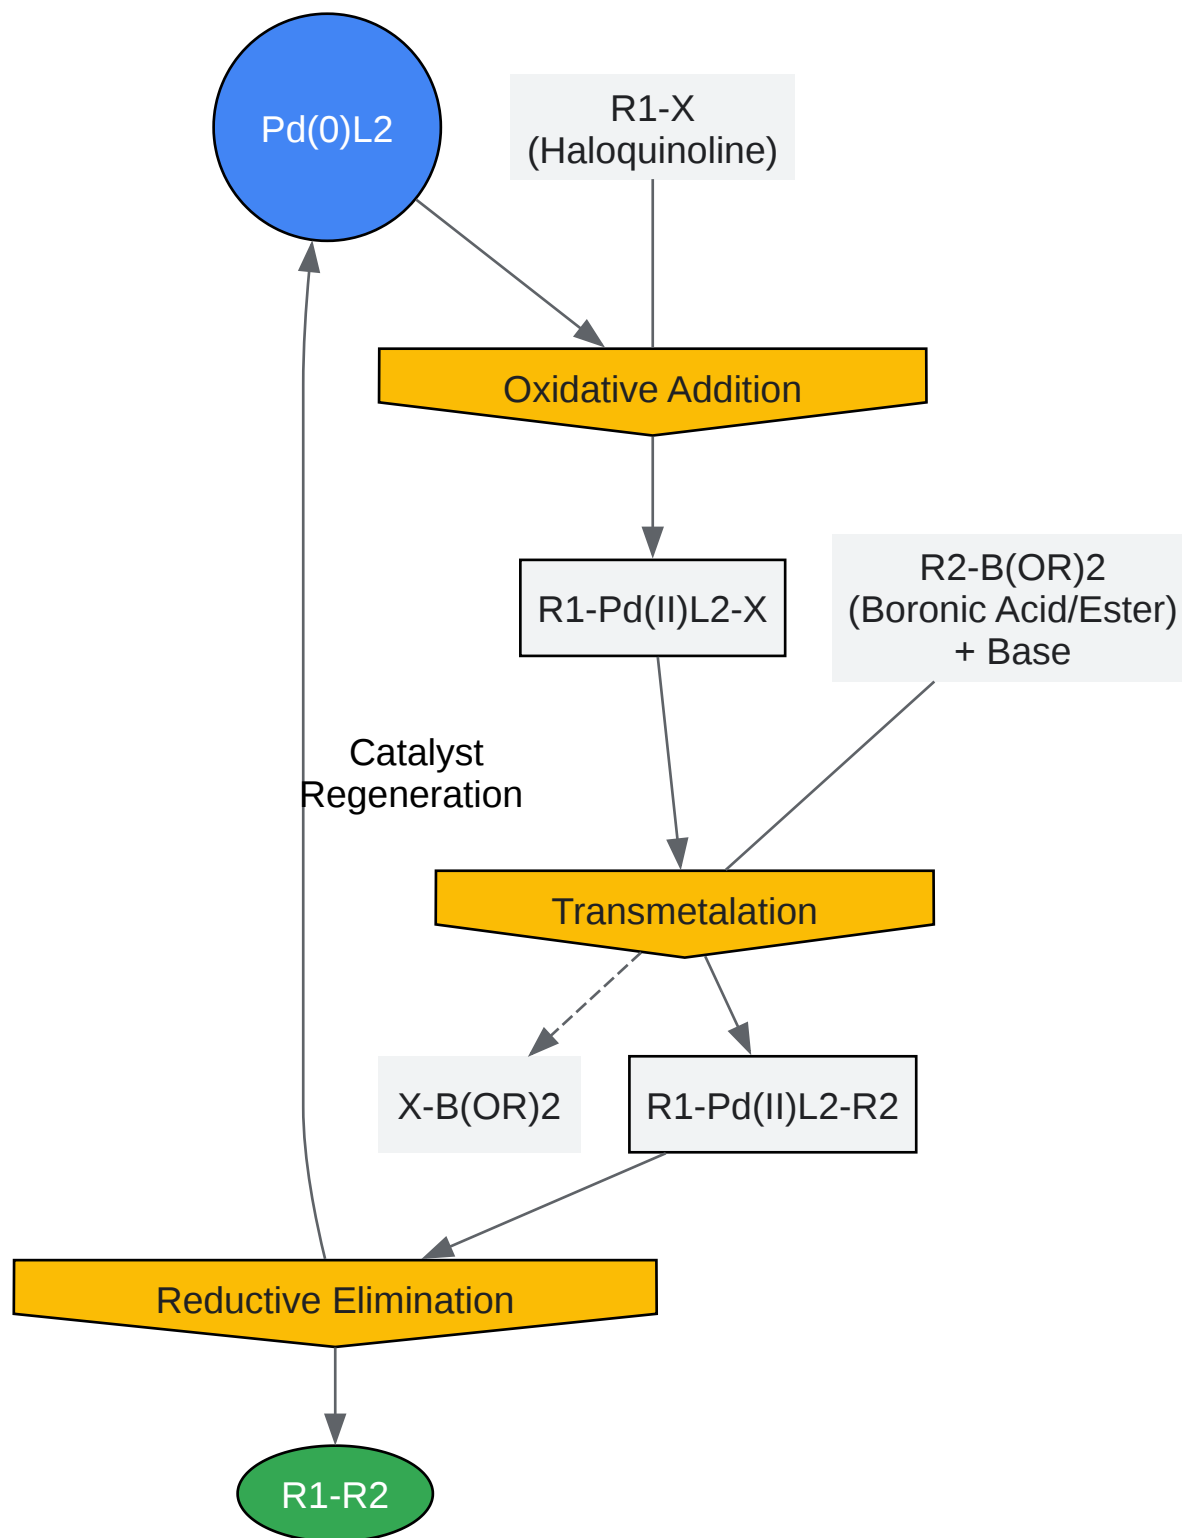 Pd(0)L2
R1-X
(Haloquinoline)
Oxidative Addition
R1-Pd(II)L2-X
R2-B(OR)2
(Boronic Acid/Ester)
+ Base
Catalyst
Regeneration
Transmetalation
X-B(OR)2
R1-Pd(II)L2-R2
Reductive Elimination
R1-R2